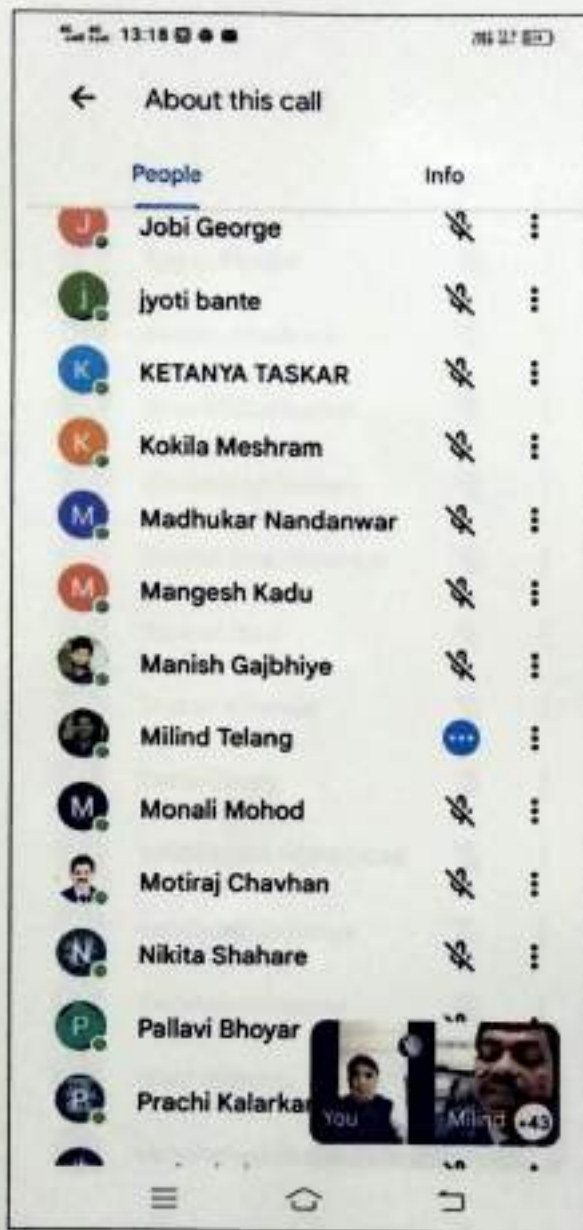 13:18
About this call
People Info
J Jobi George
j jyoti bante
K KETANYA TASKAR
K Kokila Meshram
M Madhukar Nandanwar
M Mangesh Kadu
Manish Gajbhiye
Milind Telang
M Monali Mohod
Motiraj Chavhan
N Nikita Shahare
P Pallavi Bhoyar
P Prachi Kalarkar
You Milind +43